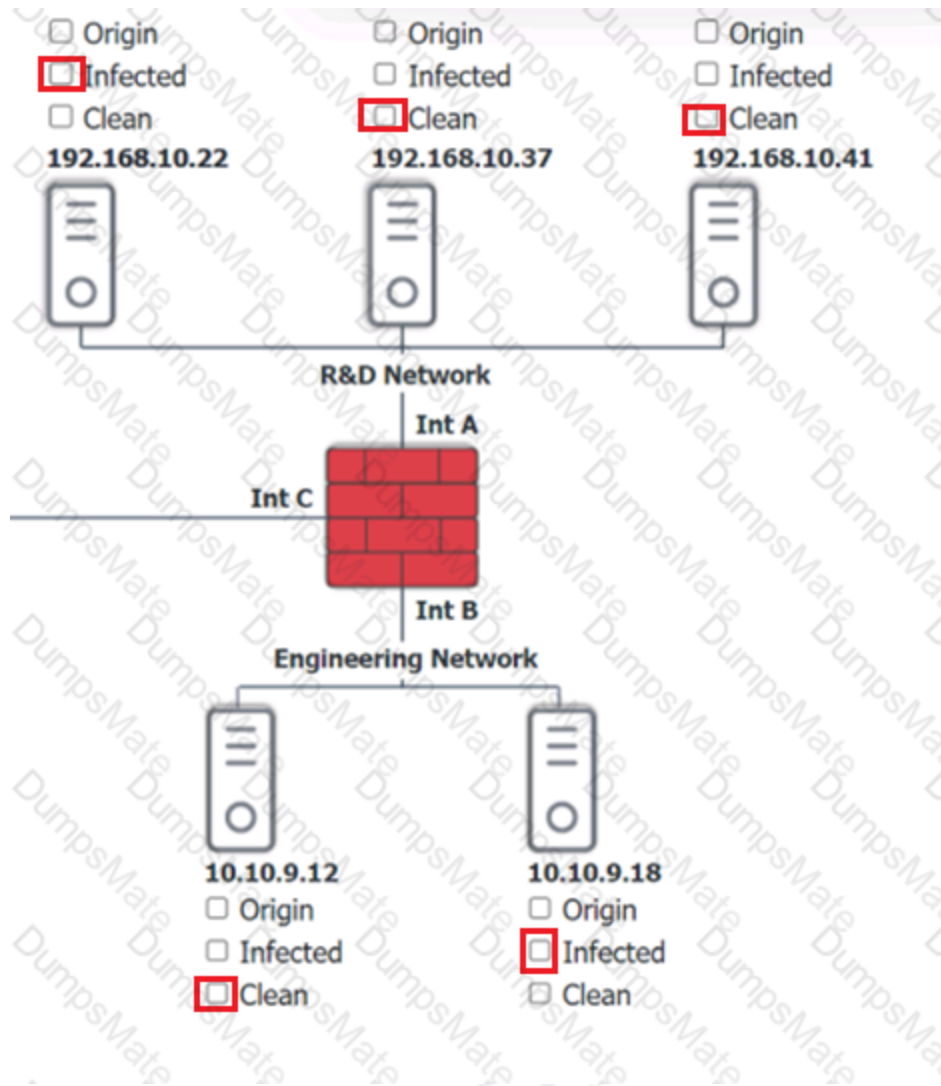 Origin Origin Origin
Infected Infected Infected
Clean Clean Clean
192.168.10.22 192.168.10.37 192.168.10.41
R&D Network
Int A
Int C
Int B
Engineering Network
10.10.9.12 10.10.9.18
Origin Origin
Infected Infected
Clean Clean
DumpsMate